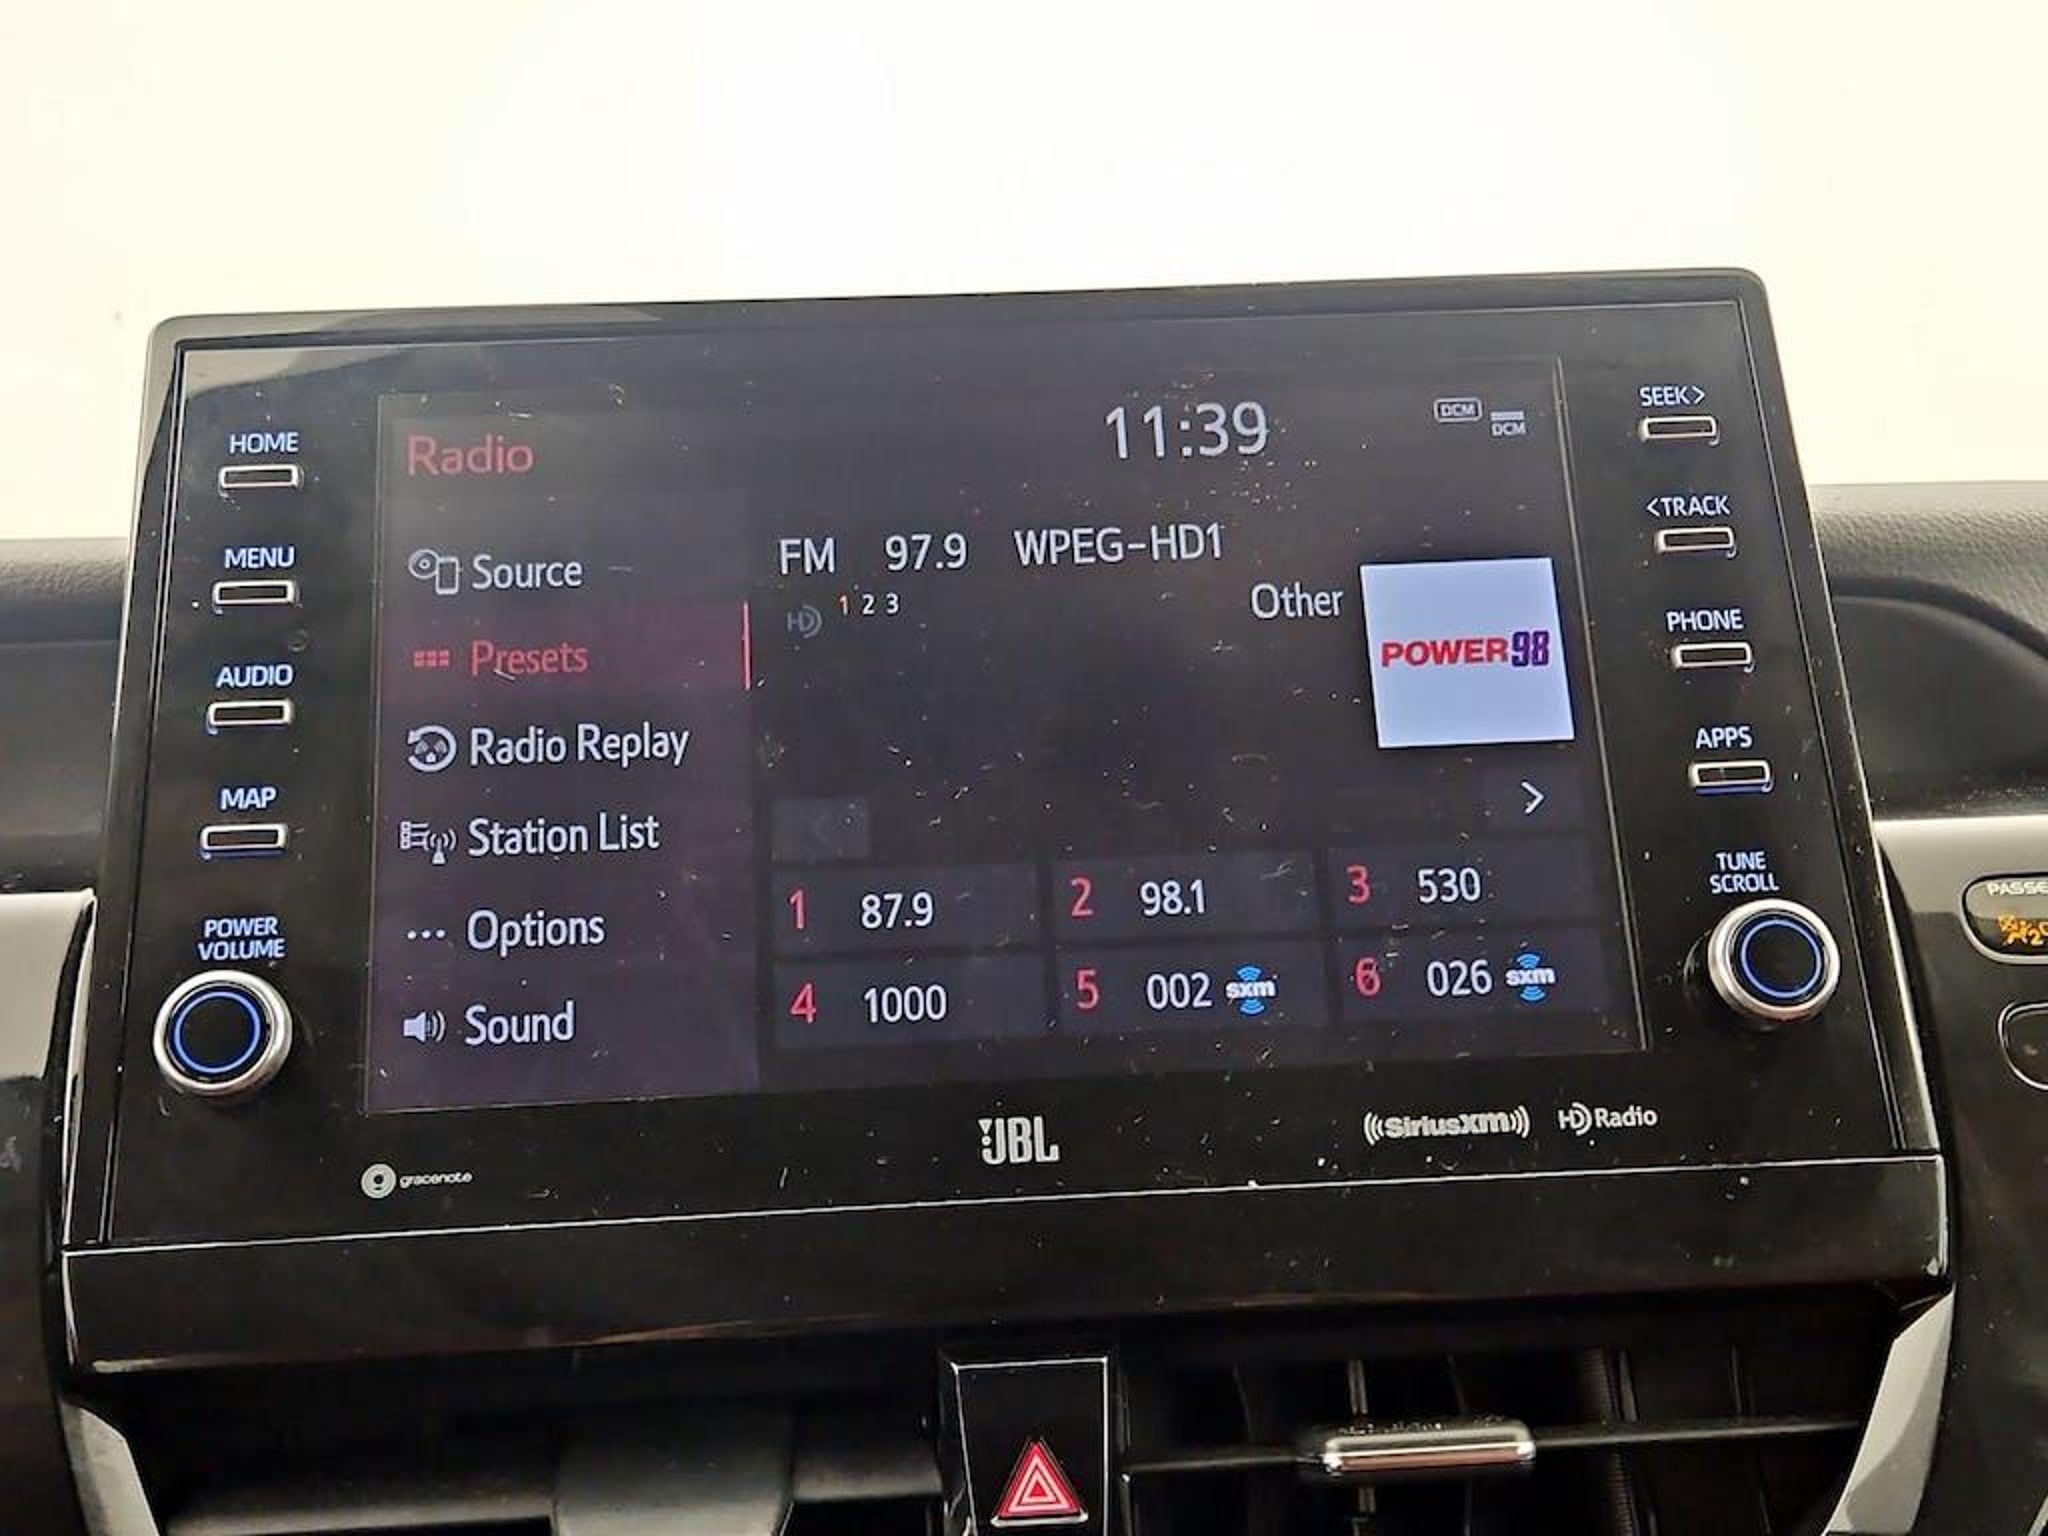 HOME
MENU
AUDIO
MAP
POWER
VOLUME
Radio
11:39
DCM
DCM
Source
Presets
Radio Replay
Station List
Options
Sound
FM 97.9 WPEG-HD1
HD 1 2 3
Other
POWER98
1 87.9
2 98.1
3 530
4 1000
5 002 sxm
6 026 sxm
SEEK>
<TRACK
PHONE
APPS
TUNE
SCROLL
gracenote
JBL
((SiriusXM))
HD Radio